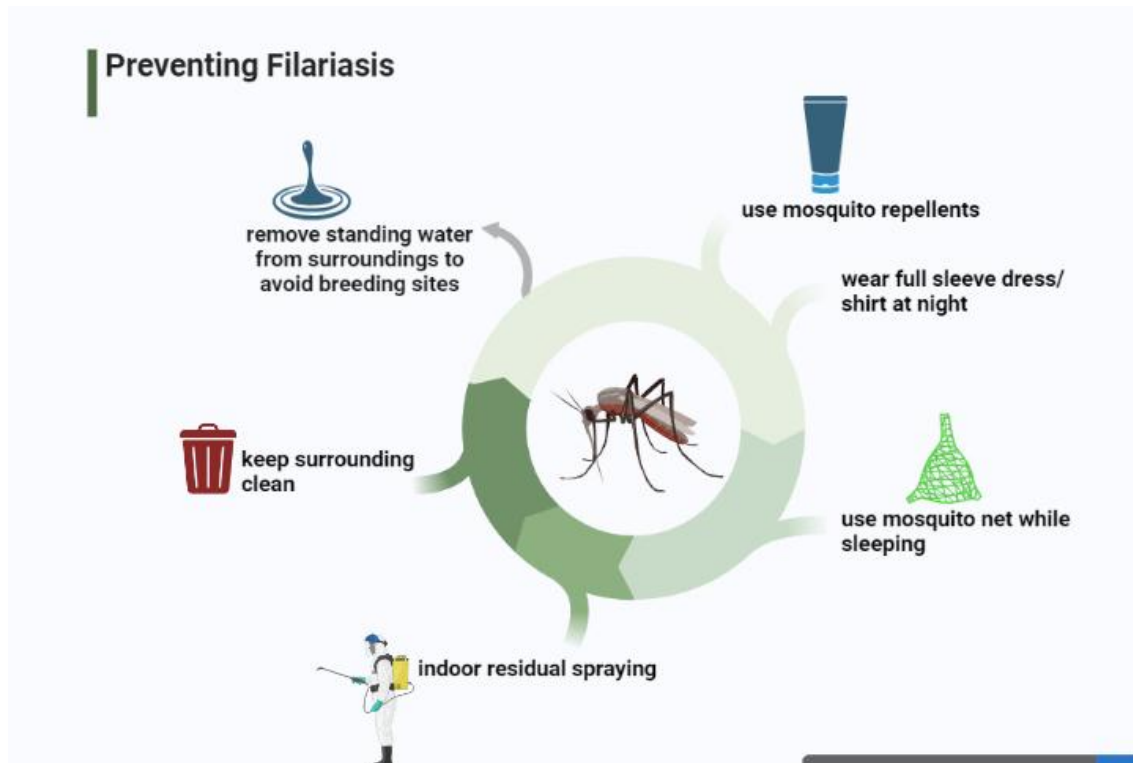 Preventing Filariasis
remove standing water
from surroundings to
avoid breeding sites
use mosquito repellents
wear full sleeve dress/
shirt at night
keep surrounding
clean
use mosquito net while
sleeping
indoor residual spraying